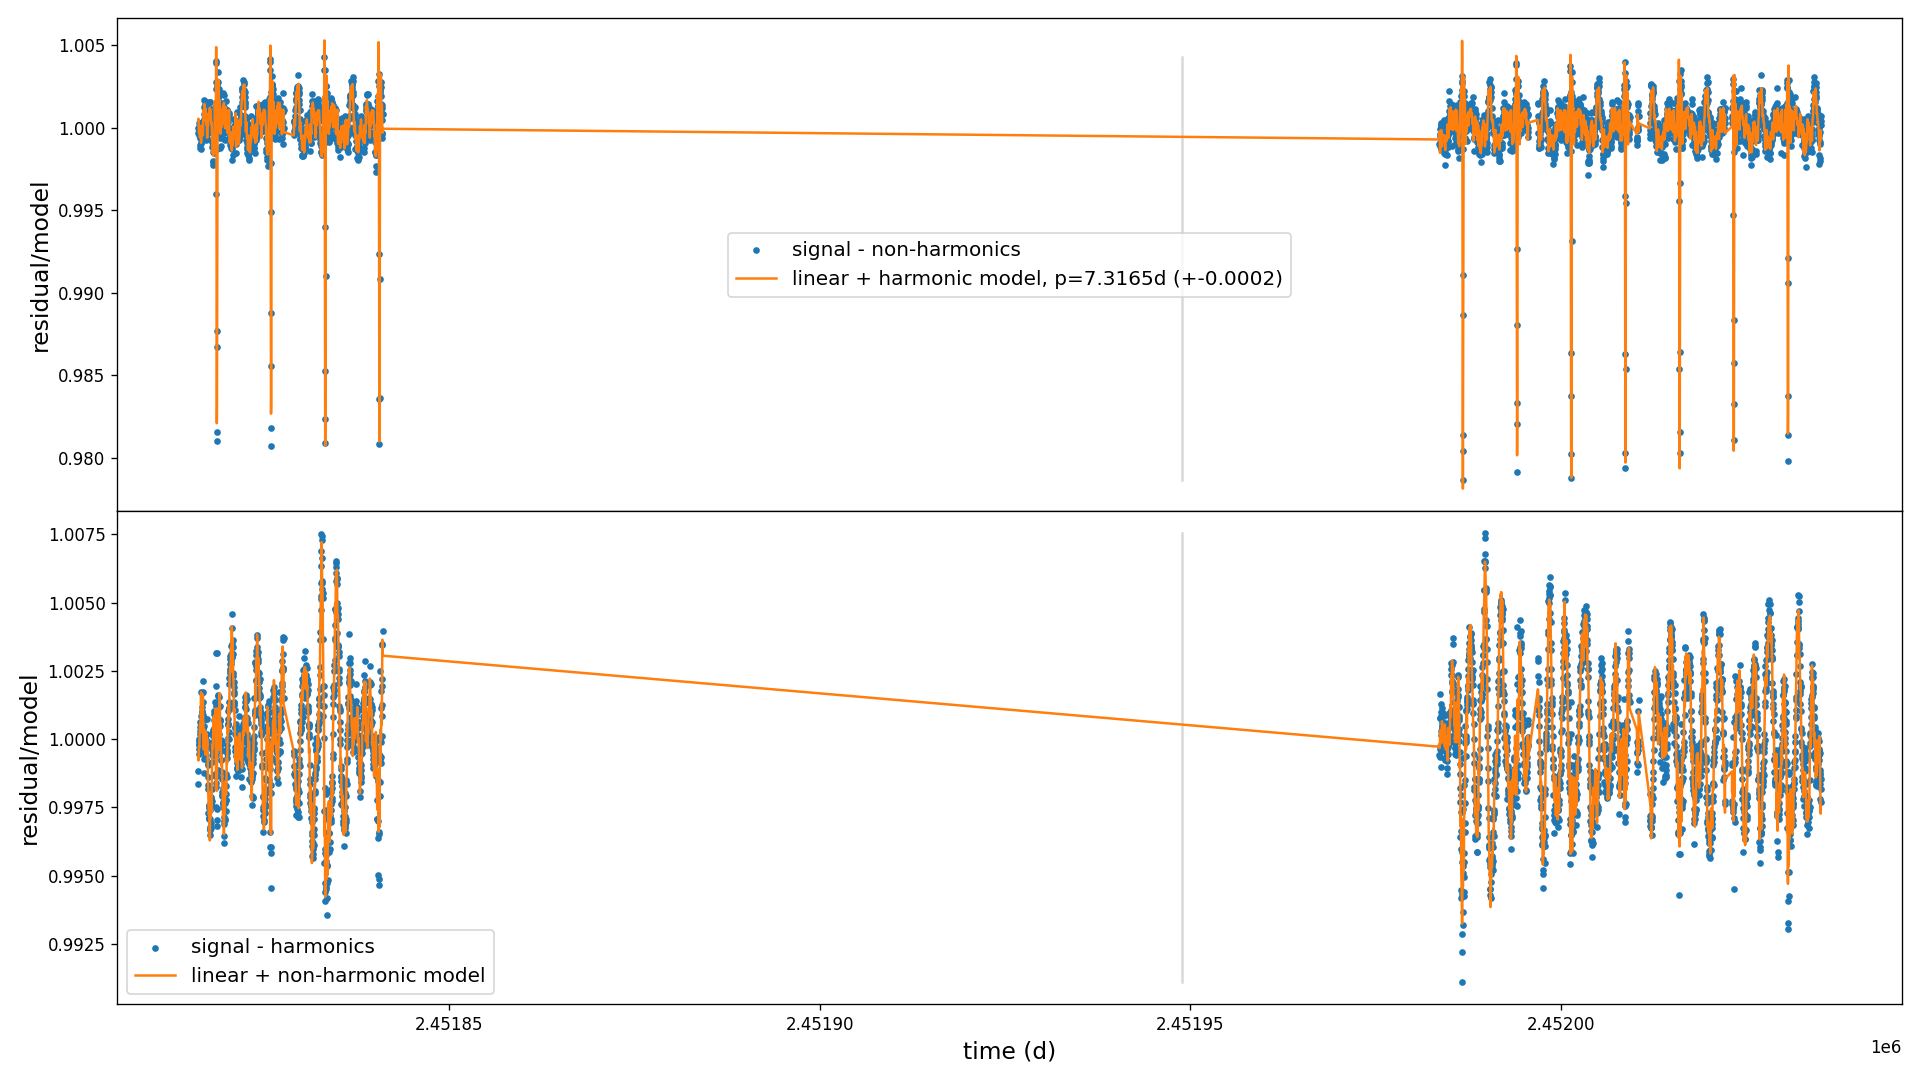 1.005
1.000
0.995
0.990
0.985
0.980
residual/model
signal - non-harmonics
linear + harmonic model, p=7.3165d (+-0.0002)
1.0075
1.0050
1.0025
1.0000
0.9975
0.9950
0.9925
residual/model
signal - harmonics
linear + non-harmonic model
2.45185
2.45190
2.45195
2.45200
1e6
time (d)